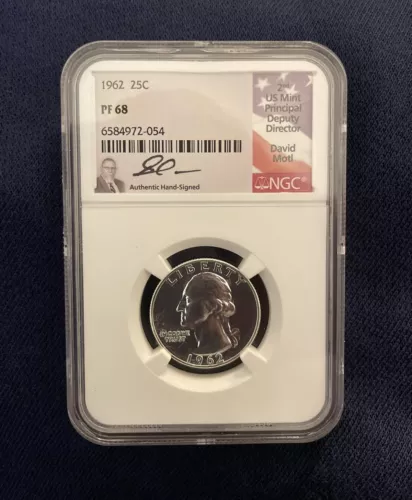 1962 25C
PF 68
6584972-054
Authentic Hand-Signed
2nd
US Mint
Principal
Deputy
Director
David
Motl
NGC
LIBERTY
IN GOD WE
TRUST
1962